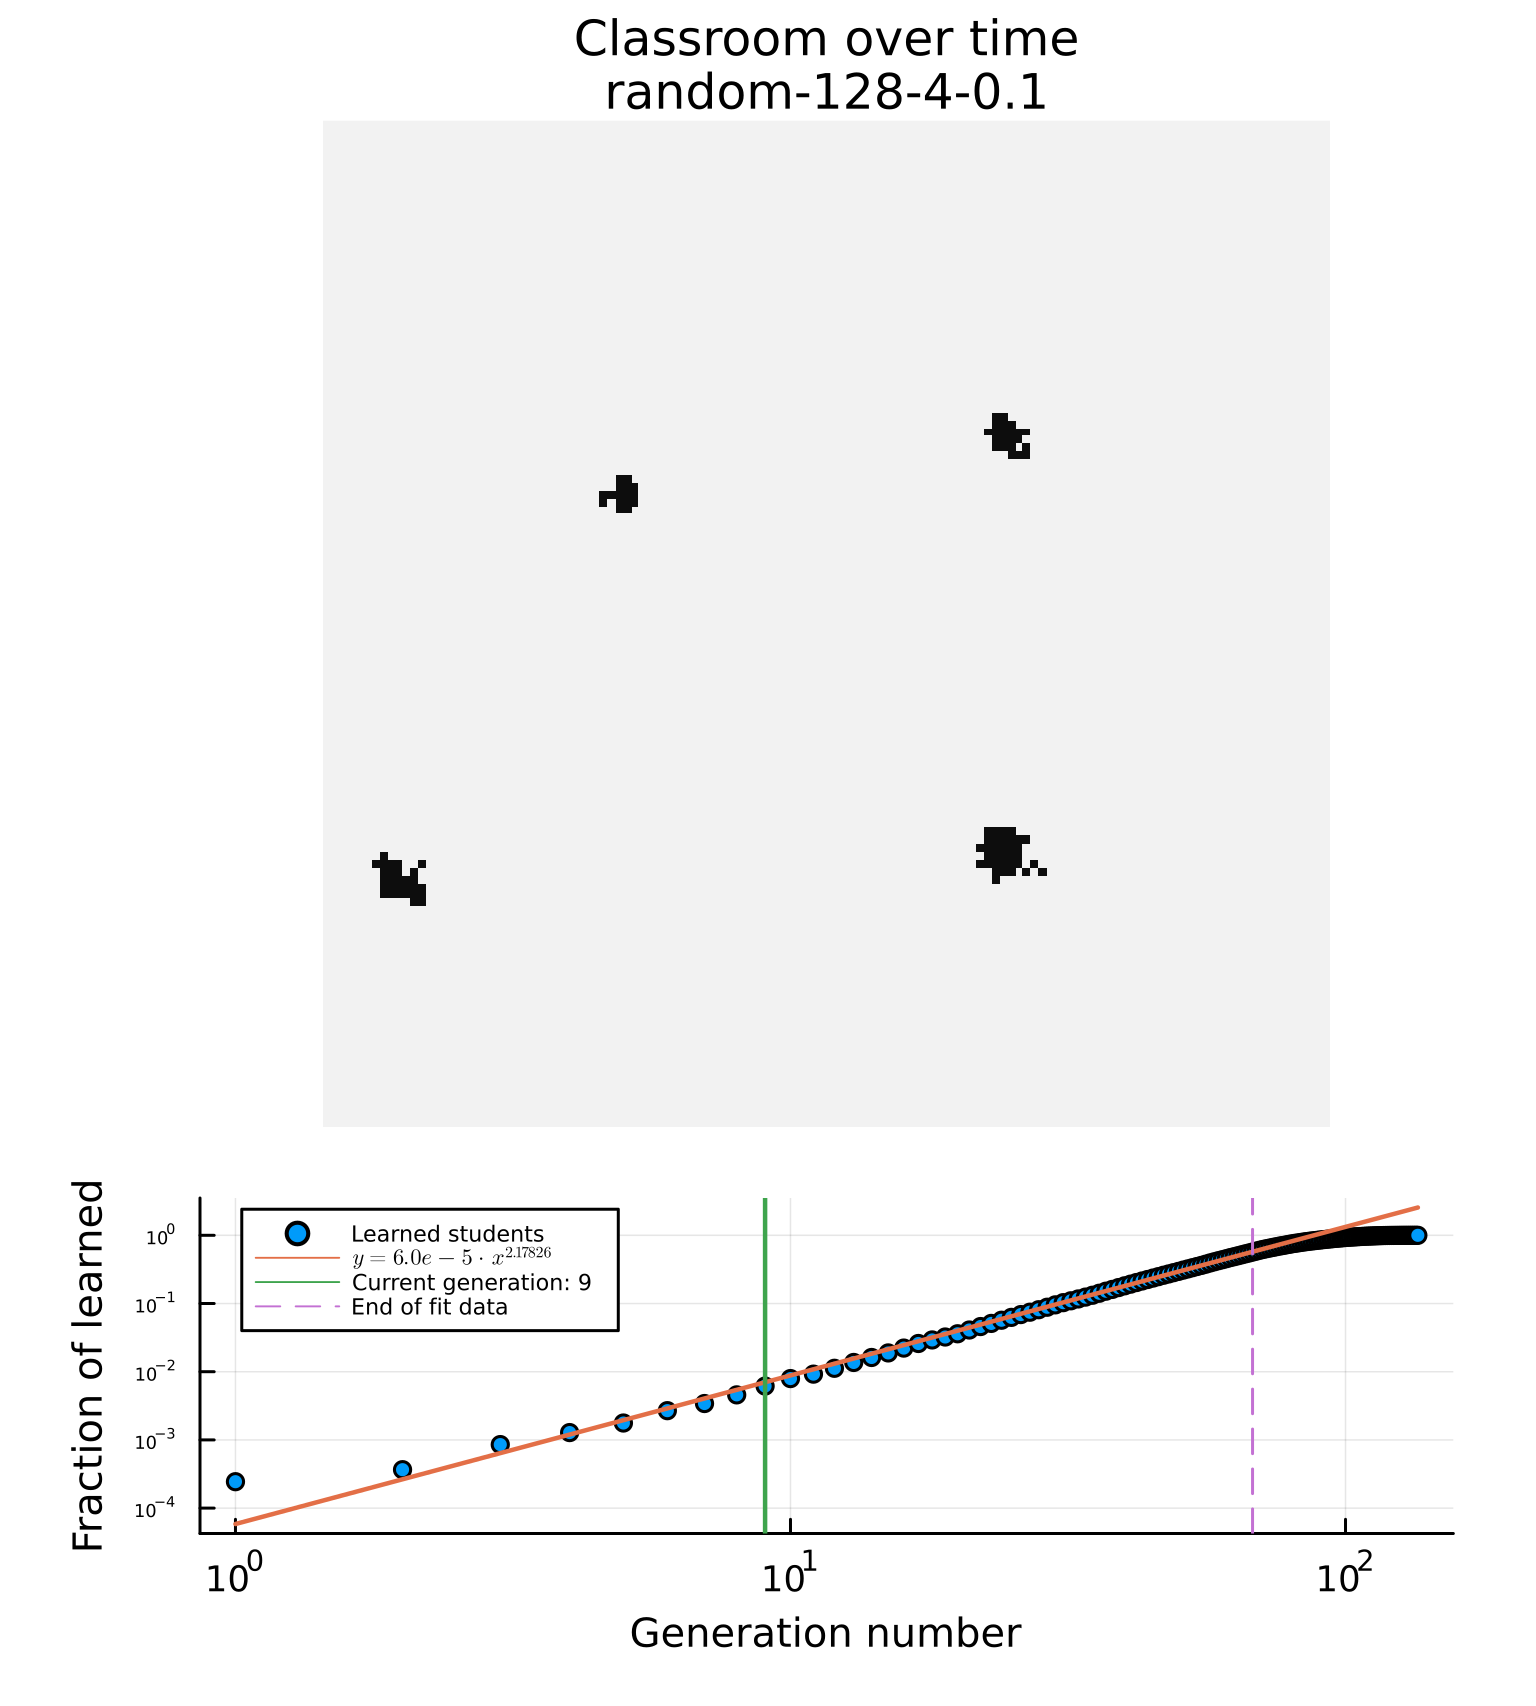 Classroom over time
random-128-4-0.1
Fraction of learned
10^0
10^−1
10^−2
10^−3
10^−4
Learned students
y = 6.0e − 5 · x^2.17826
Current generation: 9
End of fit data
10^0
10^1
10^2
Generation number